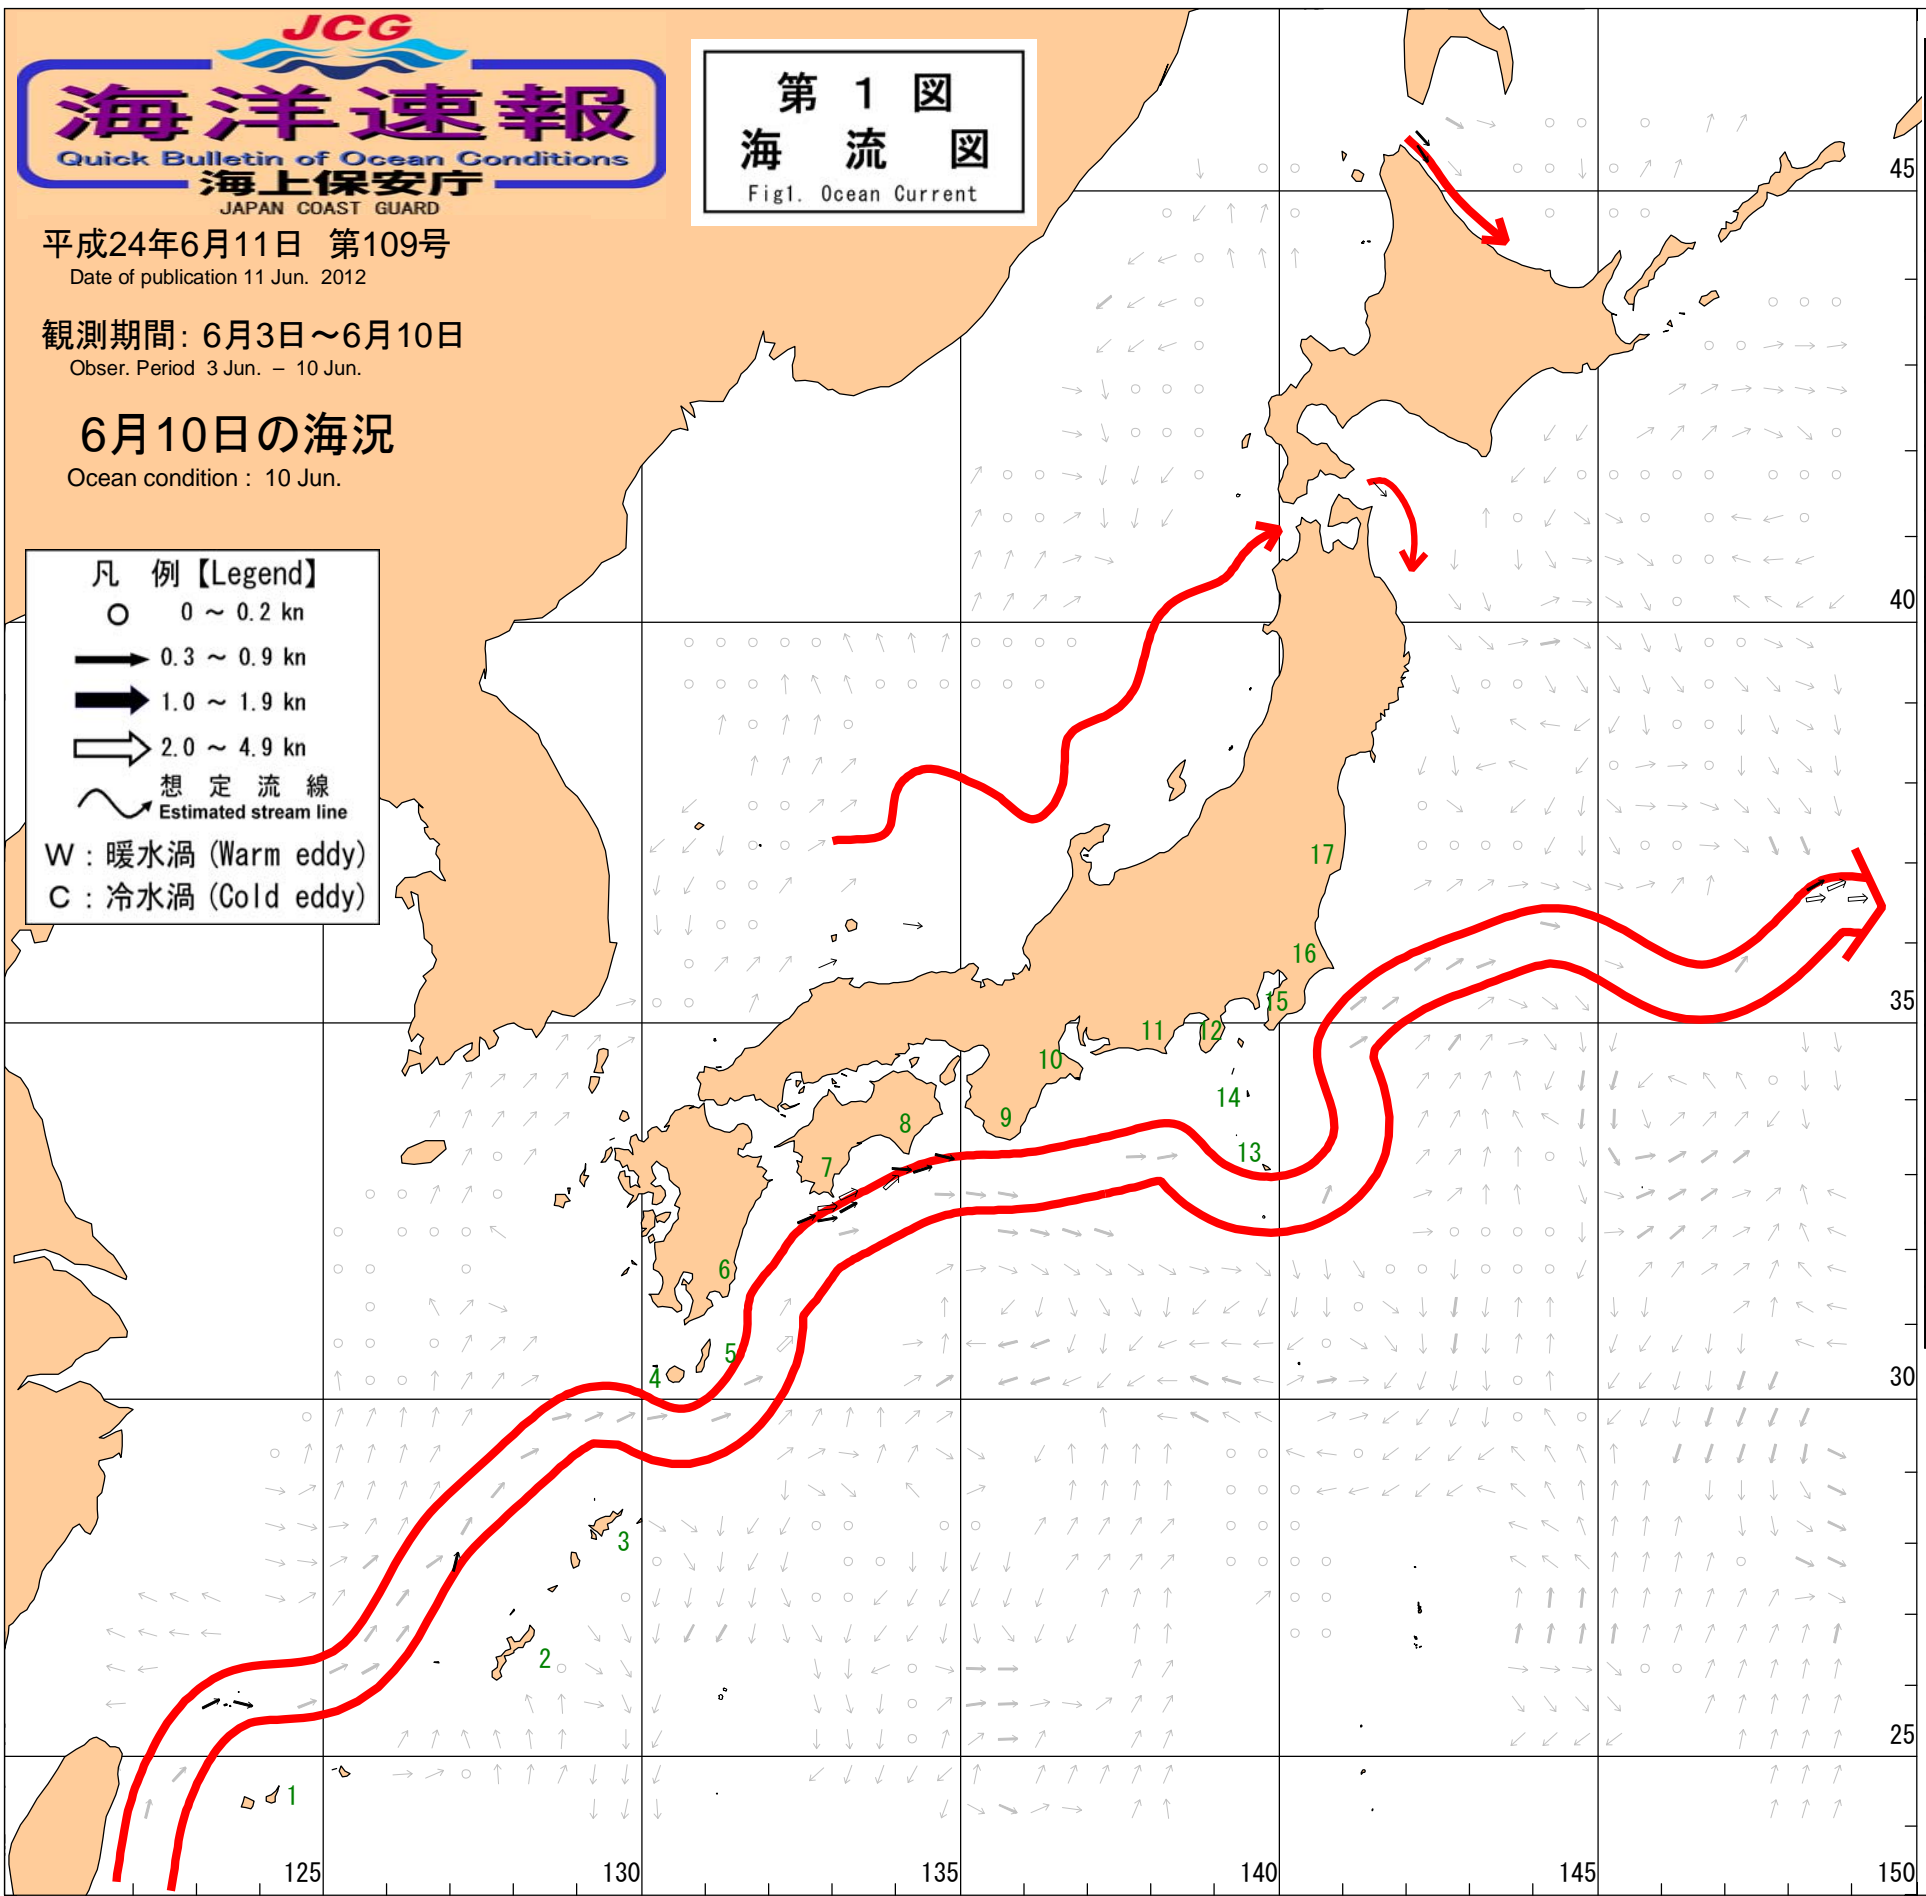 JCG
海洋速報
Quick Bulletin of Ocean Conditions
海上保安庁
JAPAN COAST GUARD
平成24年6月11日 第109号
Date of publication 11 Jun. 2012
観測期間: 6月3日～6月10日
Obser. Period 3 Jun. – 10 Jun.
6月10日の海況
Ocean condition : 10 Jun.
第 1 図
海 流 図
Fig1. Ocean Current
凡 例【Legend】
0 ～ 0.2 kn
0.3 ～ 0.9 kn
1.0 ～ 1.9 kn
2.0 ～ 4.9 kn
想 定 流 線
Estimated stream line
W : 暖水渦 (Warm eddy)
C : 冷水渦 (Cold eddy)
45
40
17
16
35
15
12
11
10
14
9
8
13
7
6
5
4
30
3
2
25
1
125
130
135
140
145
150